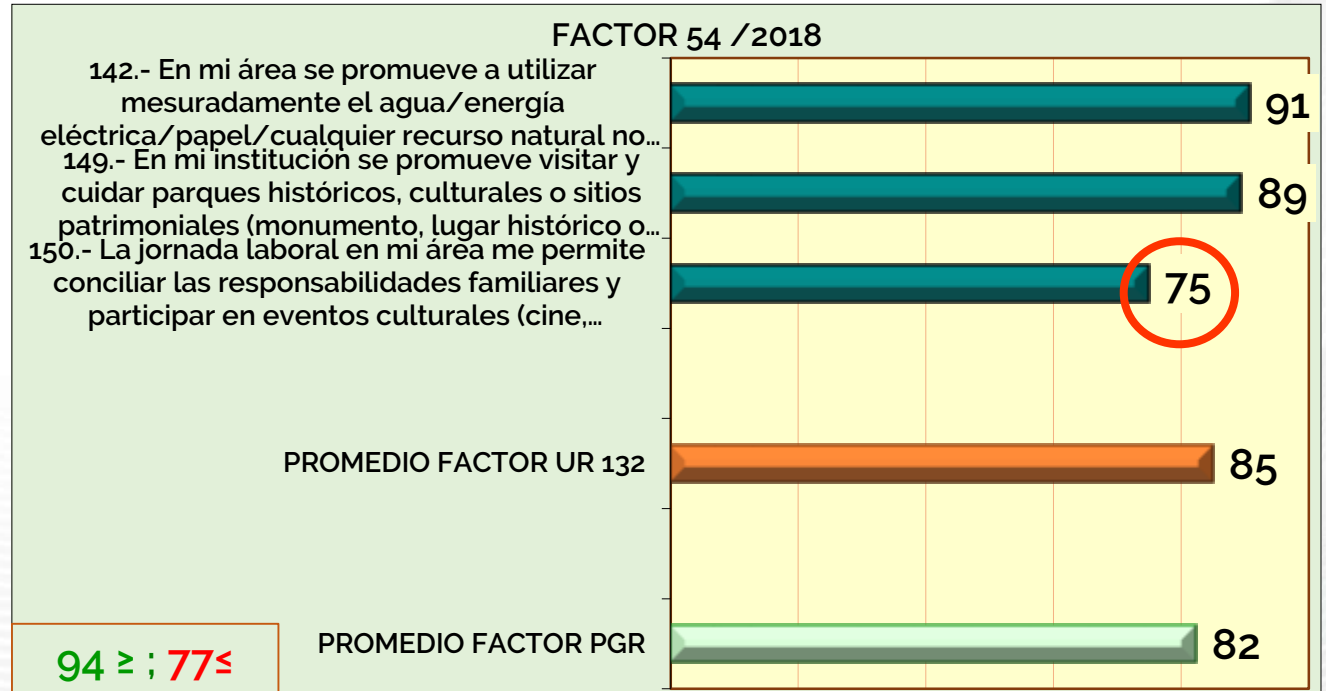 FACTOR 54 /2018
142.- En mi área se promueve a utilizar
mesuradamente el agua/energía
eléctrica/papel/cualquier recurso natural no...
91
149.- En mi institución se promueve visitar y
cuidar parques históricos, culturales o sitios
patrimoniales (monumento, lugar histórico o...
89
150.- La jornada laboral en mi área me permite
conciliar las responsabilidades familiares y
participar en eventos culturales (cine,...
75
PROMEDIO FACTOR UR 132
85
PROMEDIO FACTOR PGR
82
94 ≥ ; 77≤